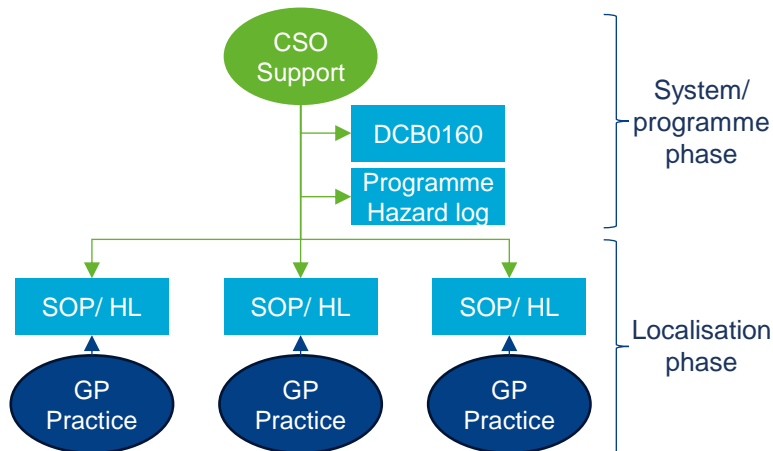 CSO
Support
System/
programme
phase
DCB0160
Programme
Hazard log
SOP/ HL
SOP/ HL
SOP/ HL
Localisation
phase
GP
Practice
GP
Practice
GP
Practice